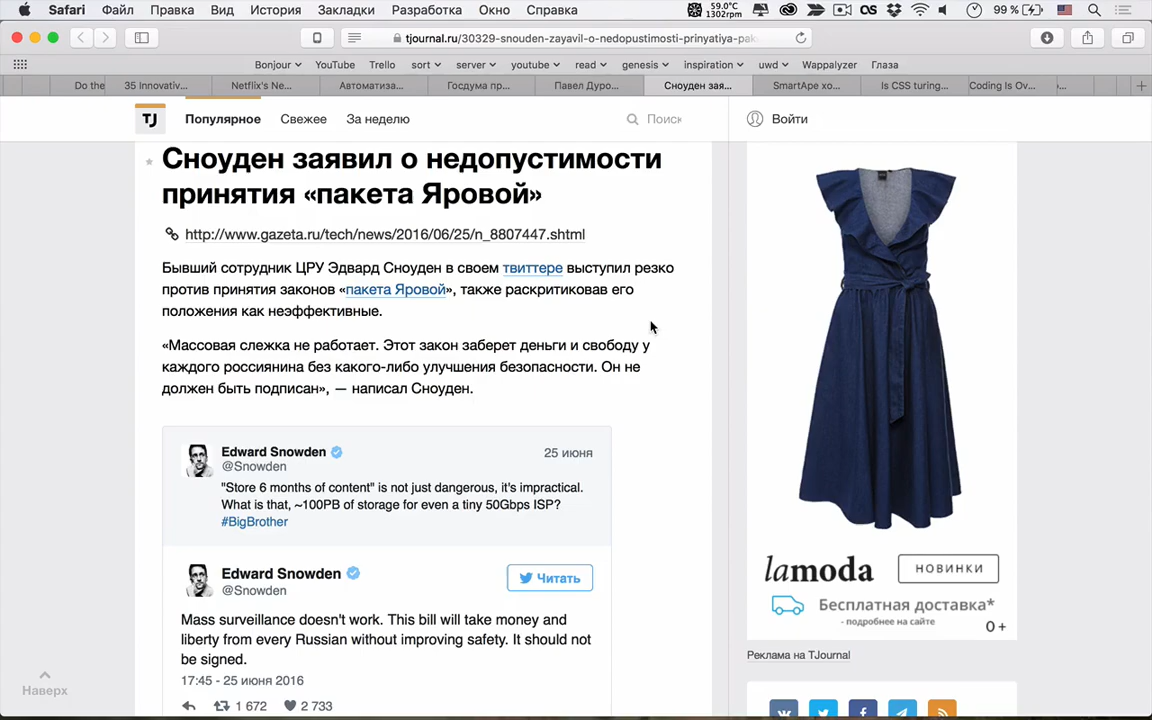 Safari Файл Правка Вид История Закладки Разработка Окно Справка 59.0°C 1302rpm 99 %
tjournal.ru/30329-snouden-zayavil-o-nedopustimosti-prinyatiya-pak
Bonjour YouTube Trello sort server youtube read genesis inspiration uwd Wappalyzer Глаза
Do the 35 Innovativ... Netflix's Ne... Автоматиза... Госдума пр... Павел Дуро... Сноуден зая... SmartApe хо... Is CSS turing... Coding Is Ov...
TJ Популярное Свежее За неделю Поиск Войти
Сноуден заявил о недопустимости
принятия «пакета Яровой»
http://www.gazeta.ru/tech/news/2016/06/25/n_8807447.shtml
Бывший сотрудник ЦРУ Эдвард Сноуден в своем твиттере выступил резко
против принятия законов «пакета Яровой», также раскритиковав его
положения как неэффективные.
«Массовая слежка не работает. Этот закон заберет деньги и свободу у
каждого россиянина без какого-либо улучшения безопасности. Он не
должен быть подписан», — написал Сноуден.
Edward Snowden 25 июня
@Snowden
"Store 6 months of content" is not just dangerous, it's impractical.
What is that, ~100PB of storage for even a tiny 50Gbps ISP?
#BigBrother
Edward Snowden Читать
@Snowden
Mass surveillance doesn't work. This bill will take money and
liberty from every Russian without improving safety. It should not
be signed.
17:45 - 25 июня 2016
1 672 2 733
Наверх
lamoda НОВИНКИ
Бесплатная доставка*
- подробнее на сайте
0 +
Реклама на TJournal